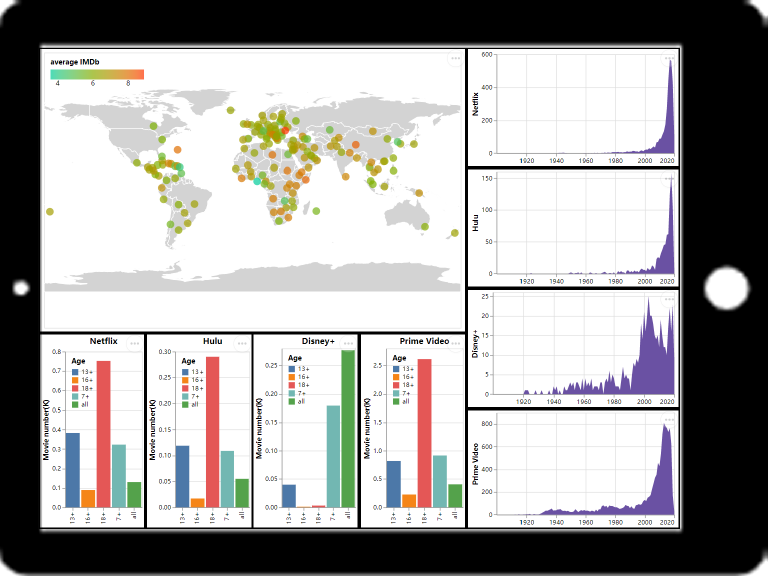 average IMDb
4 6 8
Netflix
600
400
200
0
1920 1940 1960 1980 2000 2020
Hulu
150
100
50
0
1920 1940 1960 1980 2000 2020
Disney+
25
20
15
10
5
0
1920 1940 1960 1980 2000 2020
Prime Video
800
600
400
200
0
1920 1940 1960 1980 2000 2020
Netflix
Movie number(K)
0.8
0.7
0.6
0.5
0.4
0.3
0.2
0.1
0.0
Age
13+
16+
18+
7+
all
13+ 16+ 18+ 7+ all
Hulu
Movie number(K)
0.30
0.25
0.20
0.15
0.10
0.05
0.00
Age
13+
16+
18+
7+
all
13+ 16+ 18+ 7+ all
Disney+
Movie number(K)
0.25
0.20
0.15
0.10
0.05
0.00
Age
13+
16+
18+
7+
all
13+ 16+ 18+ 7+ all
Prime Video
Movie number(K)
2.5
2.0
1.5
1.0
0.5
0.0
Age
13+
16+
18+
7+
all
13+ 16+ 18+ 7+ all